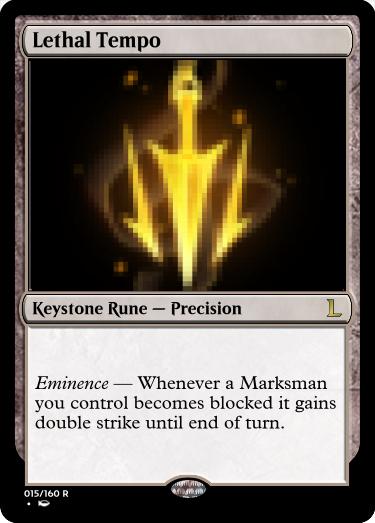 Lethal Tempo
Keystone Rune — Precision
L
Eminence — Whenever a Marksman
you control becomes blocked it gains
double strike until end of turn.
015/160 R